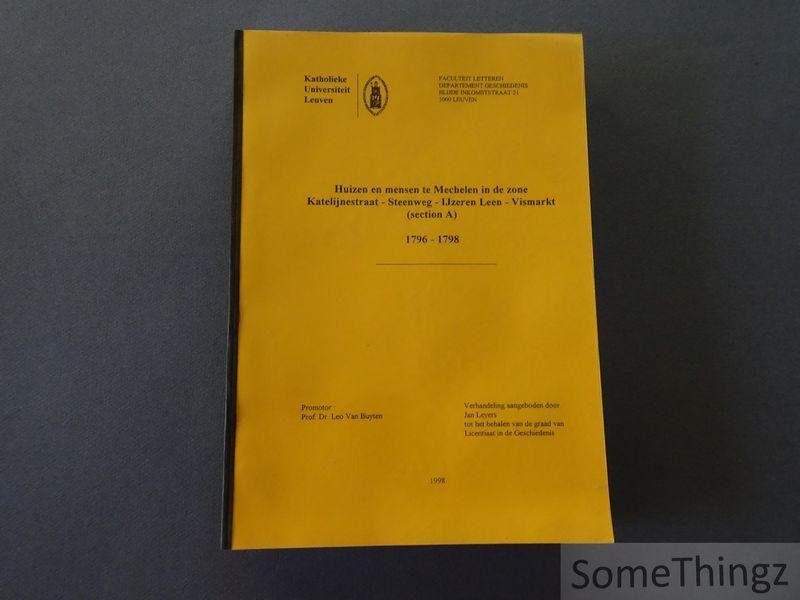 Katholieke
Universiteit
Leuven
FACULTEIT LETTEREN
DEPARTEMENT GESCHIEDENIS
BLIJDE INKOMSTSTRAAT 21
3000 LEUVEN
Huizen en mensen te Mechelen in de zone
Katelijnestraat - Steenweg - IJzeren Leen - Vismarkt
(section A)
1796 - 1798
Promotor
Prof. Dr. Leo Van Buyten
Verhandeling aangeboden door
Jan Leyers
tot het behalen van de graad van
Licentiaat in de Geschiedenis
1998
SomeThingz